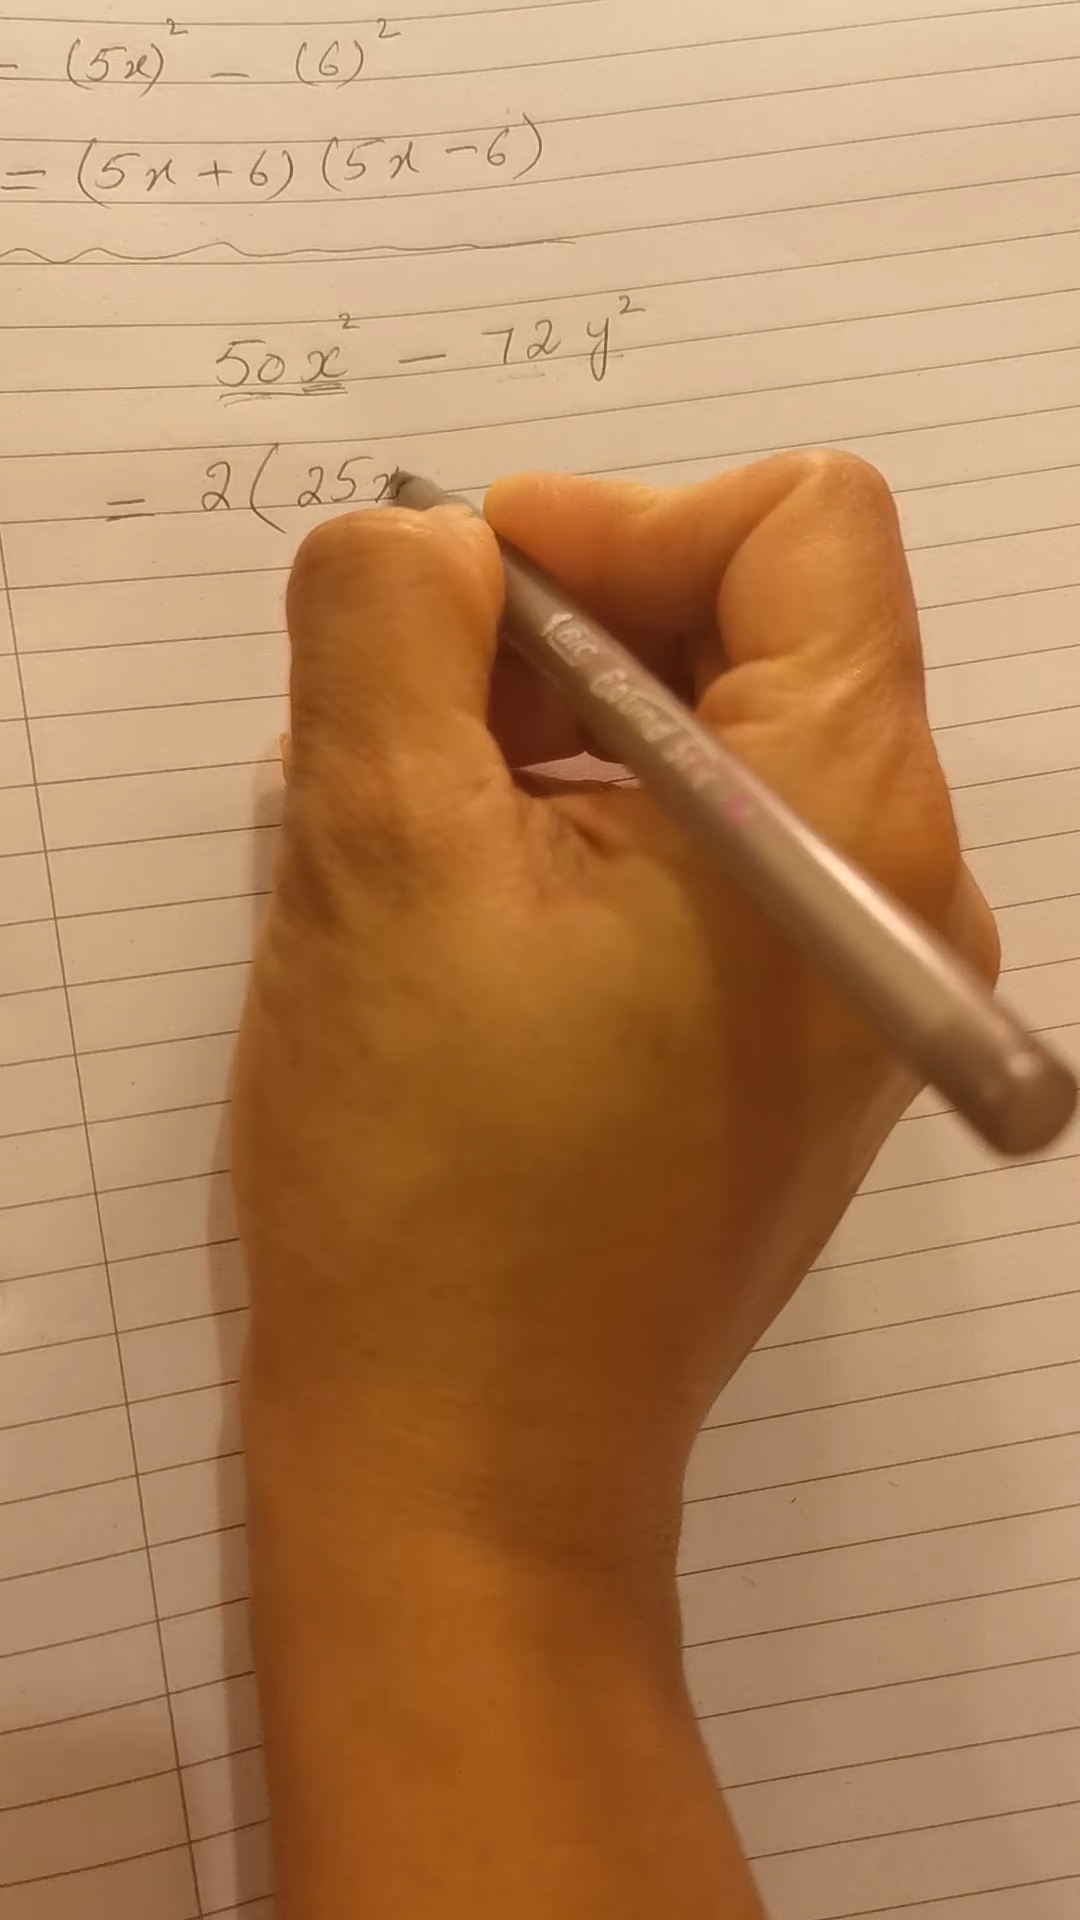 - (5x)² - (6)²
= (5x + 6) (5x - 6)
50x² - 72y²
= 2 ( 25x
BIC